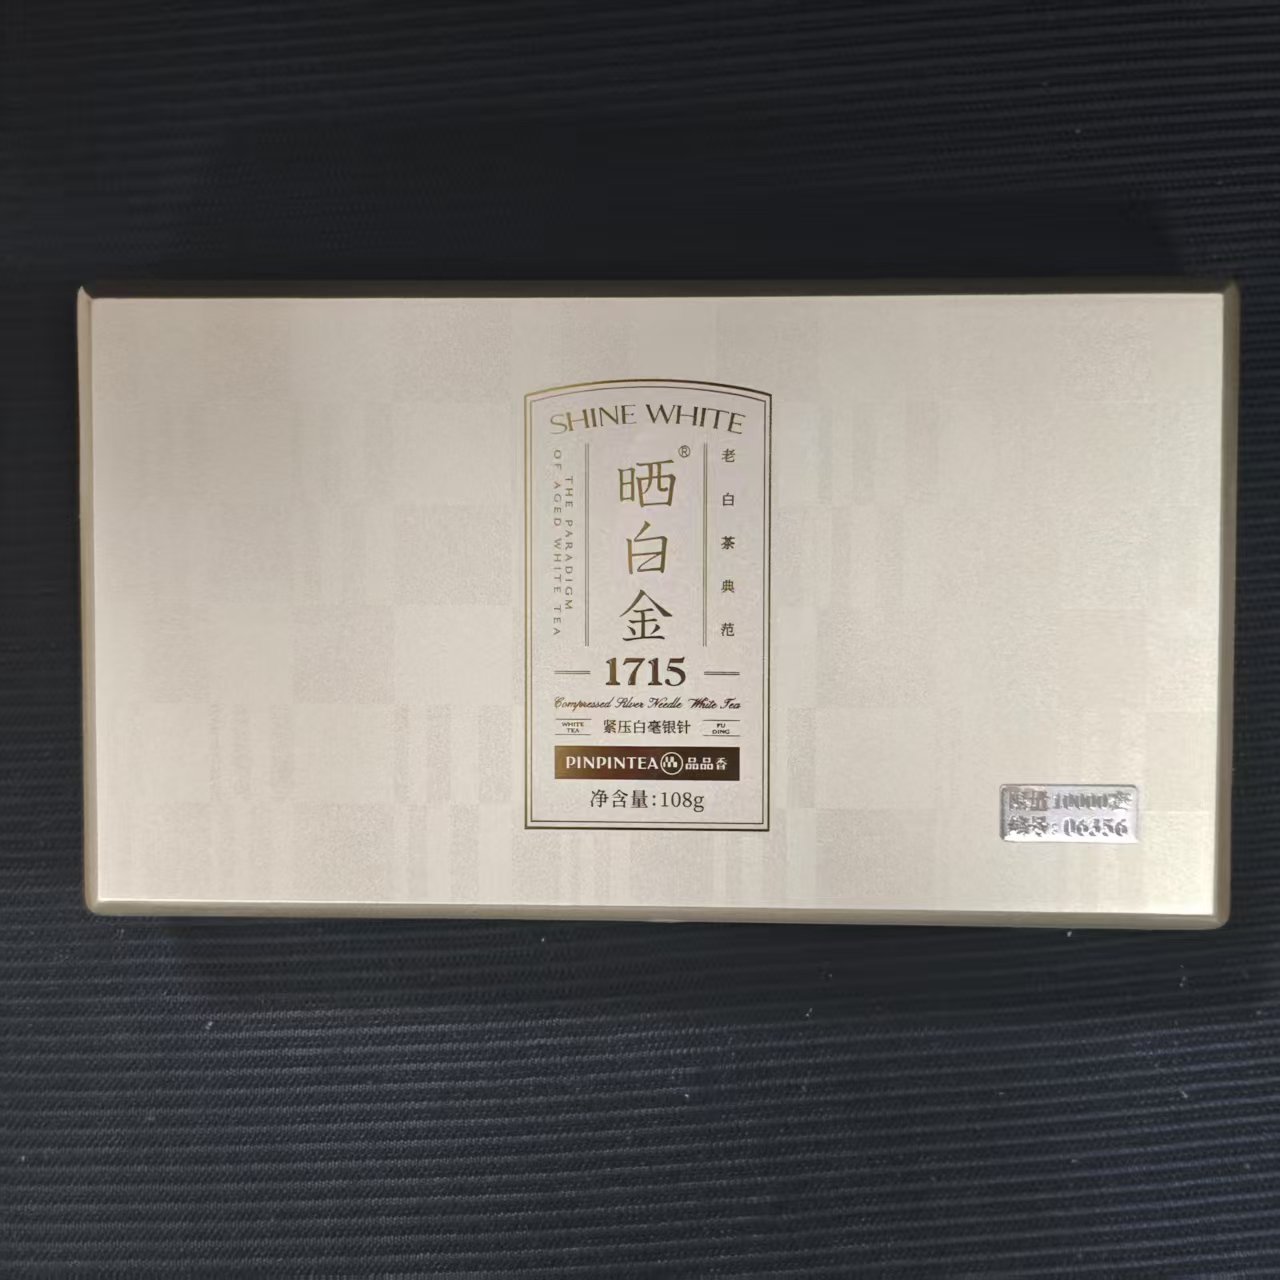 SHINE WHITE
®
晒白金
THE PARADIGM
OF AGED WHITE TEA
老白茶典范
1715
Compressed Silver Needle White Tea
WHITE TEA
紧压白毫银针
FU DING
PINPINTEA 品 品品香
净含量:108g
限量10000套
编号:06356